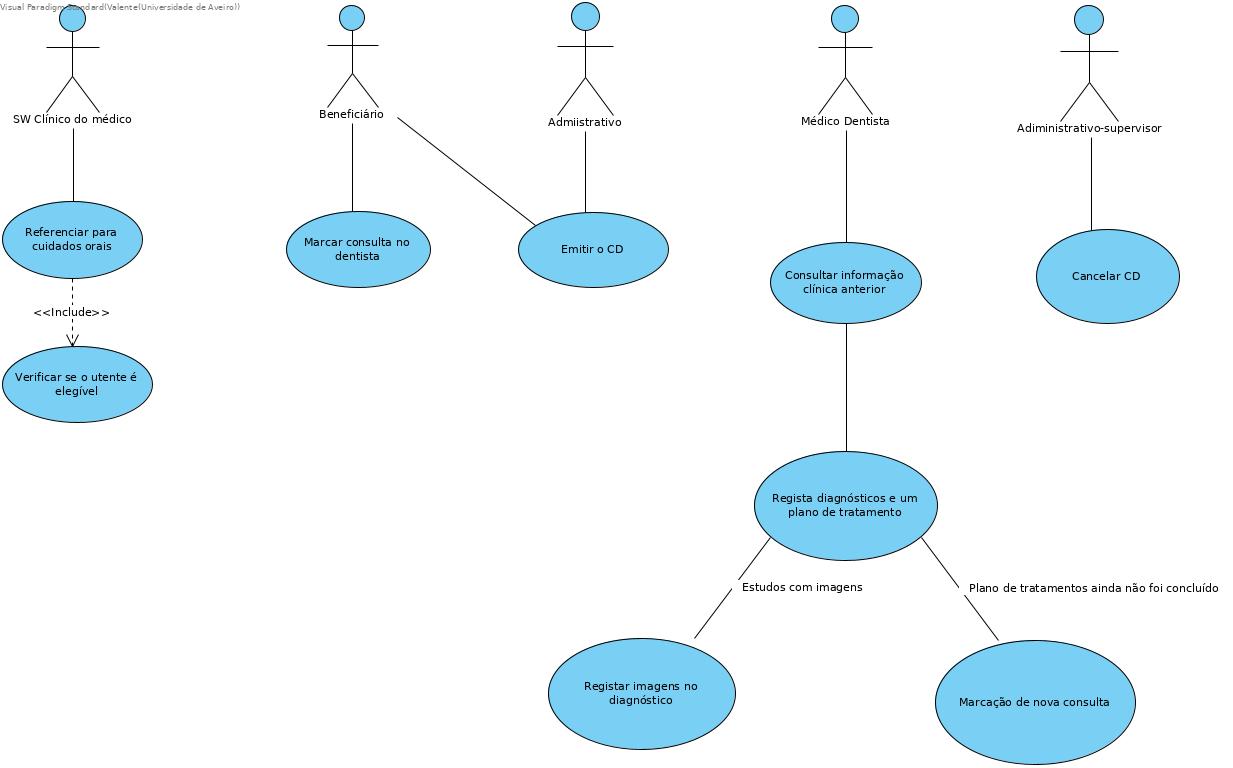 Visual Paradigm Standard(Valente(Universidade de Aveiro))
SW Clínico do médico
Beneficiário
Admiistrativo
Médico Dentista
Adiministrativo-supervisor
Referenciar para
cuidados orais
Marcar consulta no
dentista
Emitir o CD
Consultar informação
clínica anterior
Cancelar CD
<<Include>>
Verificar se o utente é
elegível
Regista diagnósticos e um
plano de tratamento
Estudos com imagens
Plano de tratamentos ainda não foi concluído
Registar imagens no
diagnóstico
Marcação de nova consulta